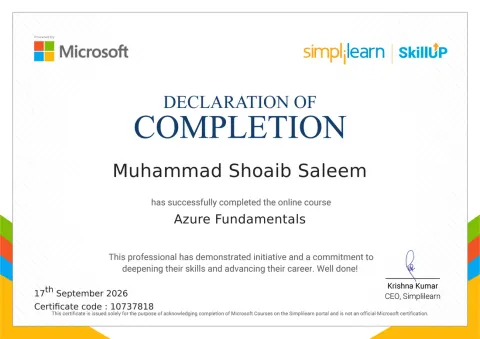 Powered by
Microsoft
simplilearn | SkillUP
DECLARATION OF
COMPLETION
Muhammad Shoaib Saleem
has successfully completed the online course
Azure Fundamentals
This professional has demonstrated initiative and a commitment to
deepening their skills and advancing their career. Well done!
Krishna Kumar
CEO, Simplilearn
17th September 2026
Certificate code : 10737818
This certificate is issued solely for the purpose of acknowledging completion of Microsoft Courses on the Simplilearn portal and is not an official Microsoft certification.